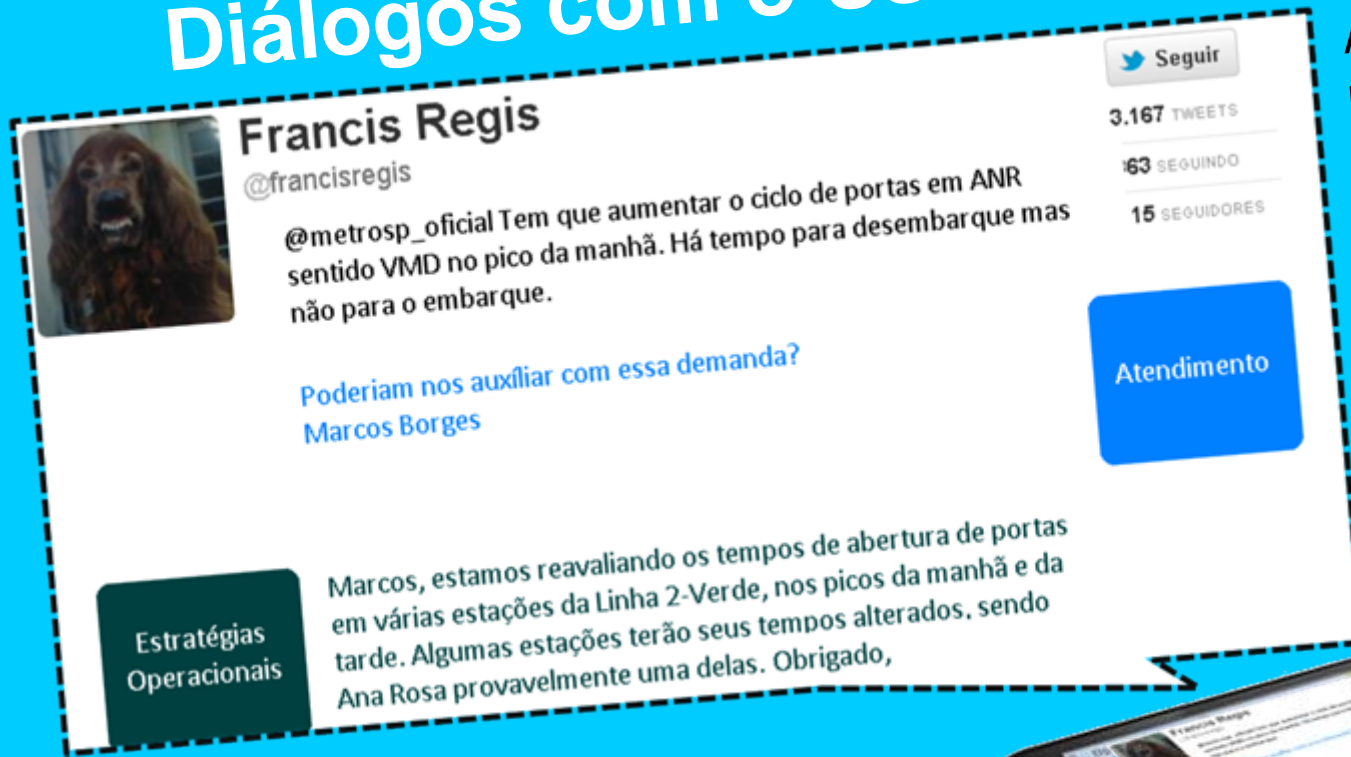 Diálogos com o
Francis Regis
@francisregis
@metrosp_oficial Tem que aumentar o ciclo de portas em ANR
sentido VMD no pico da manhã. Há tempo para desembarque mas
não para o embarque.
Seguir
3.167 TWEETS
63 SEGUINDO
15 SEGUIDORES
Poderiam nos auxíliar com essa demanda?
Marcos Borges
Atendimento
Estratégias
Operacionais
Marcos, estamos reavaliando os tempos de abertura de portas
em várias estações da Linha 2-Verde, nos picos da manhã e da
tarde. Algumas estações terão seus tempos alterados, sendo
Ana Rosa provavelmente uma delas. Obrigado,
Francis Regis